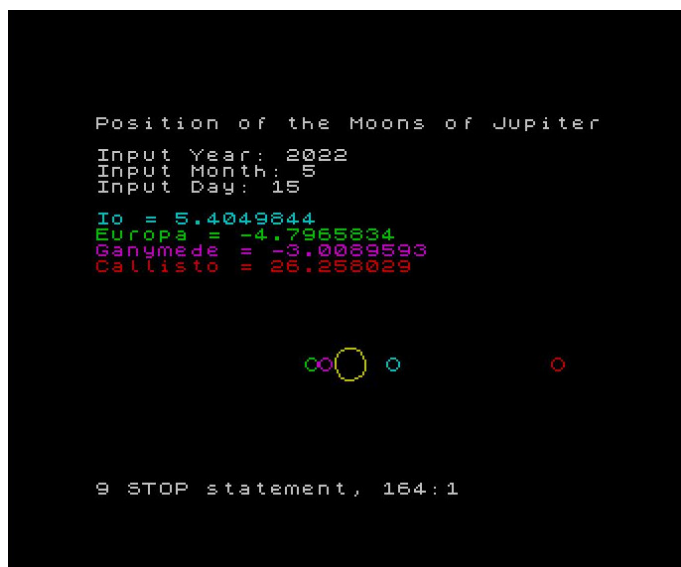 Position of the Moons of Jupiter
Input Year: 2022
Input Month: 5
Input Day: 15
Io = 5.4049844
Europa = -4.7965834
Ganymede = -3.0089593
Callisto = 26.258029
9 STOP statement, 164:1